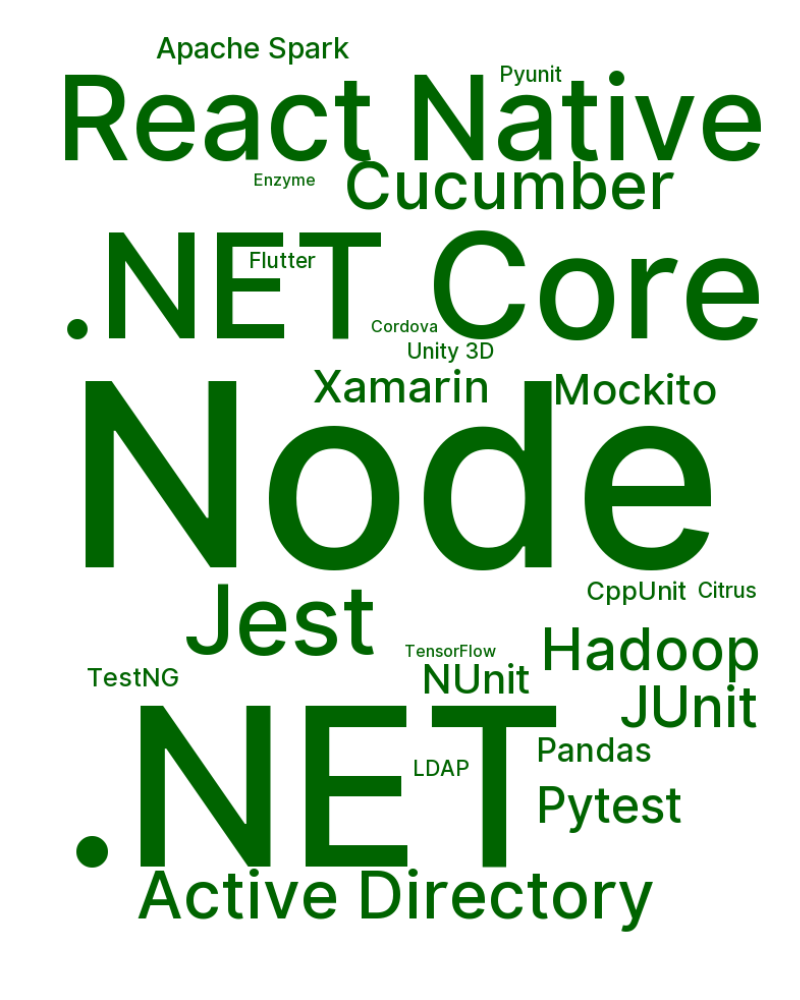 Apache Spark
Pyunit
React Native
Enzyme
Cucumber
.NET Core
Flutter
Cordova
Unity 3D
Xamarin
Mockito
Node
CppUnit
Citrus
Jest
TensorFlow
Hadoop
TestNG
NUnit
JUnit
.NET
Pandas
LDAP
Pytest
Active Directory